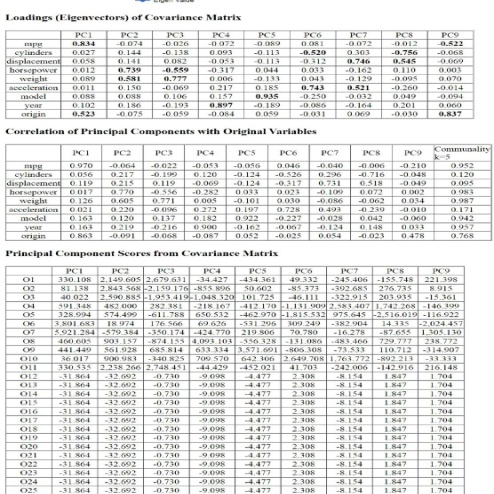 Eigen Value
Loadings (Eigenvectors) of Covariance Matrix
PC1 PC2 PC3 PC4 PC5 PC6 PC7 PC8 PC9
mpg 0.834 -0.074 -0.026 -0.072 -0.089 0.081 -0.072 -0.012 -0.522
cylinders 0.027 0.144 -0.138 0.093 -0.113 -0.520 0.303 -0.756 -0.068
displacement 0.058 0.141 0.082 -0.053 -0.113 -0.312 0.746 0.545 -0.069
horsepower 0.012 0.739 -0.559 -0.317 0.044 0.033 -0.162 0.110 0.003
weight 0.089 0.581 0.777 0.006 -0.133 0.043 -0.129 -0.095 0.070
acceleration 0.011 0.150 -0.069 0.217 0.185 0.743 0.521 -0.260 -0.014
model 0.088 0.088 0.106 0.157 0.935 -0.250 -0.032 0.049 -0.094
year 0.102 0.186 -0.193 0.897 -0.189 -0.086 -0.164 0.201 0.060
origin 0.523 -0.075 -0.059 -0.084 0.059 -0.031 0.069 -0.030 0.837
Correlation of Principal Components with Original Variables
PC1 PC2 PC3 PC4 PC5 PC6 PC7 PC8 PC9 Communality
k=5
mpg 0.970 -0.064 -0.022 -0.053 -0.056 0.046 -0.040 -0.006 -0.210 0.952
cylinders 0.056 0.217 -0.199 0.120 -0.124 -0.526 0.296 -0.716 -0.048 0.120
displacement 0.119 0.215 0.119 -0.069 -0.124 -0.317 0.731 0.518 -0.049 0.095
horsepower 0.017 0.770 -0.556 -0.282 0.033 0.023 -0.109 0.072 0.002 0.983
weight 0.126 0.605 0.771 0.005 -0.101 0.030 -0.086 -0.062 0.034 0.987
acceleration 0.021 0.220 -0.096 0.272 0.197 0.728 0.493 -0.239 -0.010 0.171
model 0.163 0.120 0.137 0.182 0.922 -0.227 -0.028 0.042 -0.060 0.942
year 0.163 0.219 -0.216 0.900 -0.162 -0.067 -0.124 0.148 0.033 0.957
origin 0.863 -0.091 -0.068 -0.087 0.052 -0.025 0.054 -0.023 0.478 0.768
Principal Component Scores from Covariance Matrix
PC1 PC2 PC3 PC4 PC5 PC6 PC7 PC8 PC9
O1 330.108 2,149.605 2,679.631 -34.427 -434.361 49.332 -245.406 -155.748 221.398
O2 81.138 2,843.568 -2,159.176 -855.896 50.602 -85.373 -392.685 276.735 8.915
O3 40.022 2,590.885 -1,953.419 -1,048.320 101.725 -46.111 -322.915 203.935 -15.361
O4 591.348 482.000 282.381 -218.167 -412.170 -1,131.909 2,583.407 1,742.268 -146.399
O5 328.994 574.499 -611.788 650.532 -462.970 -1,815.532 975.645 -2,516.019 -116.922
O6 3,801.683 18.974 176.566 69.626 -531.296 309.249 -382.904 14.335 -2,024.457
O7 5,921.284 -579.384 -350.174 -424.770 219.806 70.780 -16.278 -87.655 1,305.130
O8 460.605 903.157 -874.155 4,093.103 -556.328 -131.086 -483.466 729.777 238.772
O9 441.449 561.928 685.814 633.334 3,571.691 -806.308 -73.533 110.712 -314.907
O10 36.017 900.983 -340.825 709.570 642.306 2,649.708 1,763.772 -892.213 -33.333
O11 330.535 2,238.266 2,748.451 -44.429 -452.021 41.703 -242.006 -142.916 216.148
O12 -31.864 -32.692 -0.730 -9.098 -4.477 2.308 -8.154 1.847 1.704
O13 -31.864 -32.692 -0.730 -9.098 -4.477 2.308 -8.154 1.847 1.704
O14 -31.864 -32.692 -0.730 -9.098 -4.477 2.308 -8.154 1.847 1.704
O15 -31.864 -32.692 -0.730 -9.098 -4.477 2.308 -8.154 1.847 1.704
O16 -31.864 -32.692 -0.730 -9.098 -4.477 2.308 -8.154 1.847 1.704
O17 -31.864 -32.692 -0.730 -9.098 -4.477 2.308 -8.154 1.847 1.704
O18 -31.864 -32.692 -0.730 -9.098 -4.477 2.308 -8.154 1.847 1.704
O19 -31.864 -32.692 -0.730 -9.098 -4.477 2.308 -8.154 1.847 1.704
O20 -31.864 -32.692 -0.730 -9.098 -4.477 2.308 -8.154 1.847 1.704
O21 -31.864 -32.692 -0.730 -9.098 -4.477 2.308 -8.154 1.847 1.704
O22 -31.864 -32.692 -0.730 -9.098 -4.477 2.308 -8.154 1.847 1.704
O23 -31.864 -32.692 -0.730 -9.098 -4.477 2.308 -8.154 1.847 1.704
O24 -31.864 -32.692 -0.730 -9.098 -4.477 2.308 -8.154 1.847 1.704